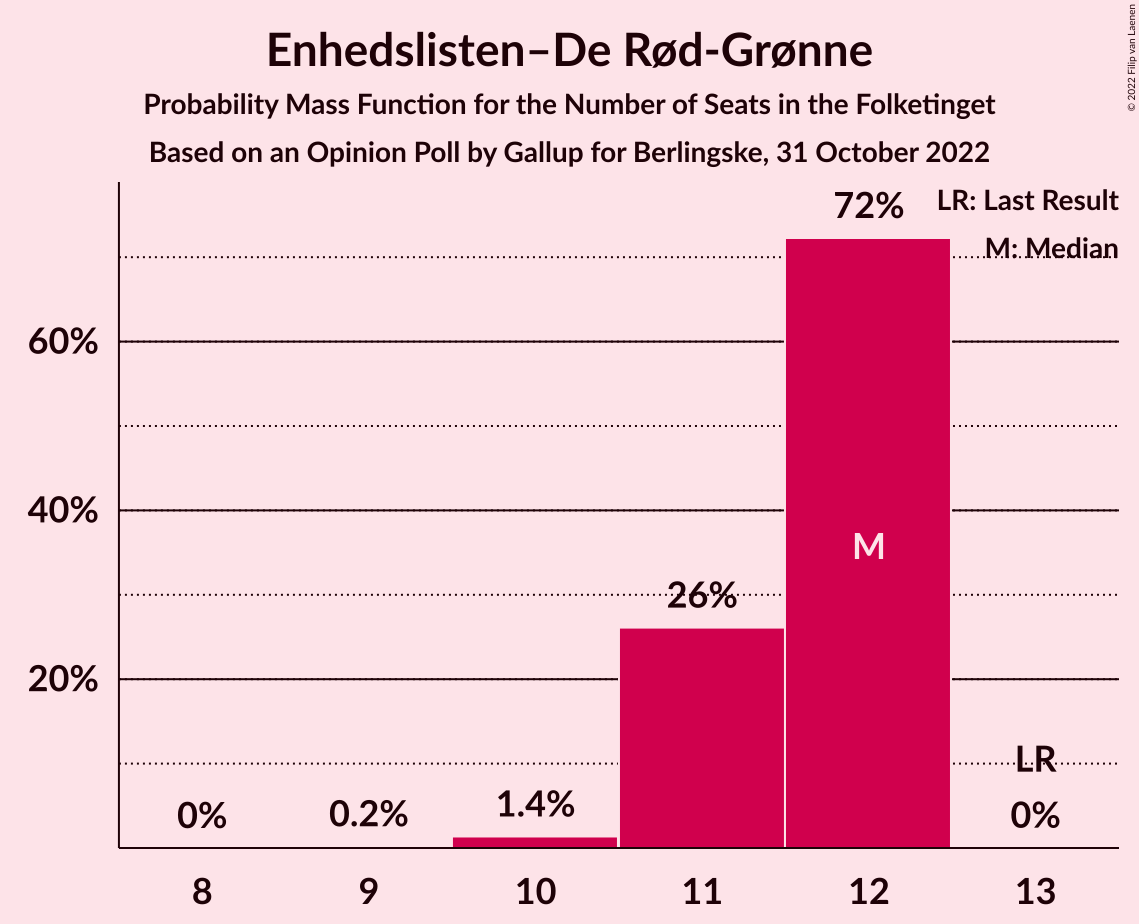 Enhedslisten–De Rød-Grønne
Probability Mass Function for the Number of Seats in the Folketinget
Based on an Opinion Poll by Gallup for Berlingske, 31 October 2022
© 2022 Filip van Laenen
LR: Last Result
M: Median
72%
60%
40%
20%
M
26%
LR
0%
0.2%
1.4%
0%
8
9
10
11
12
13